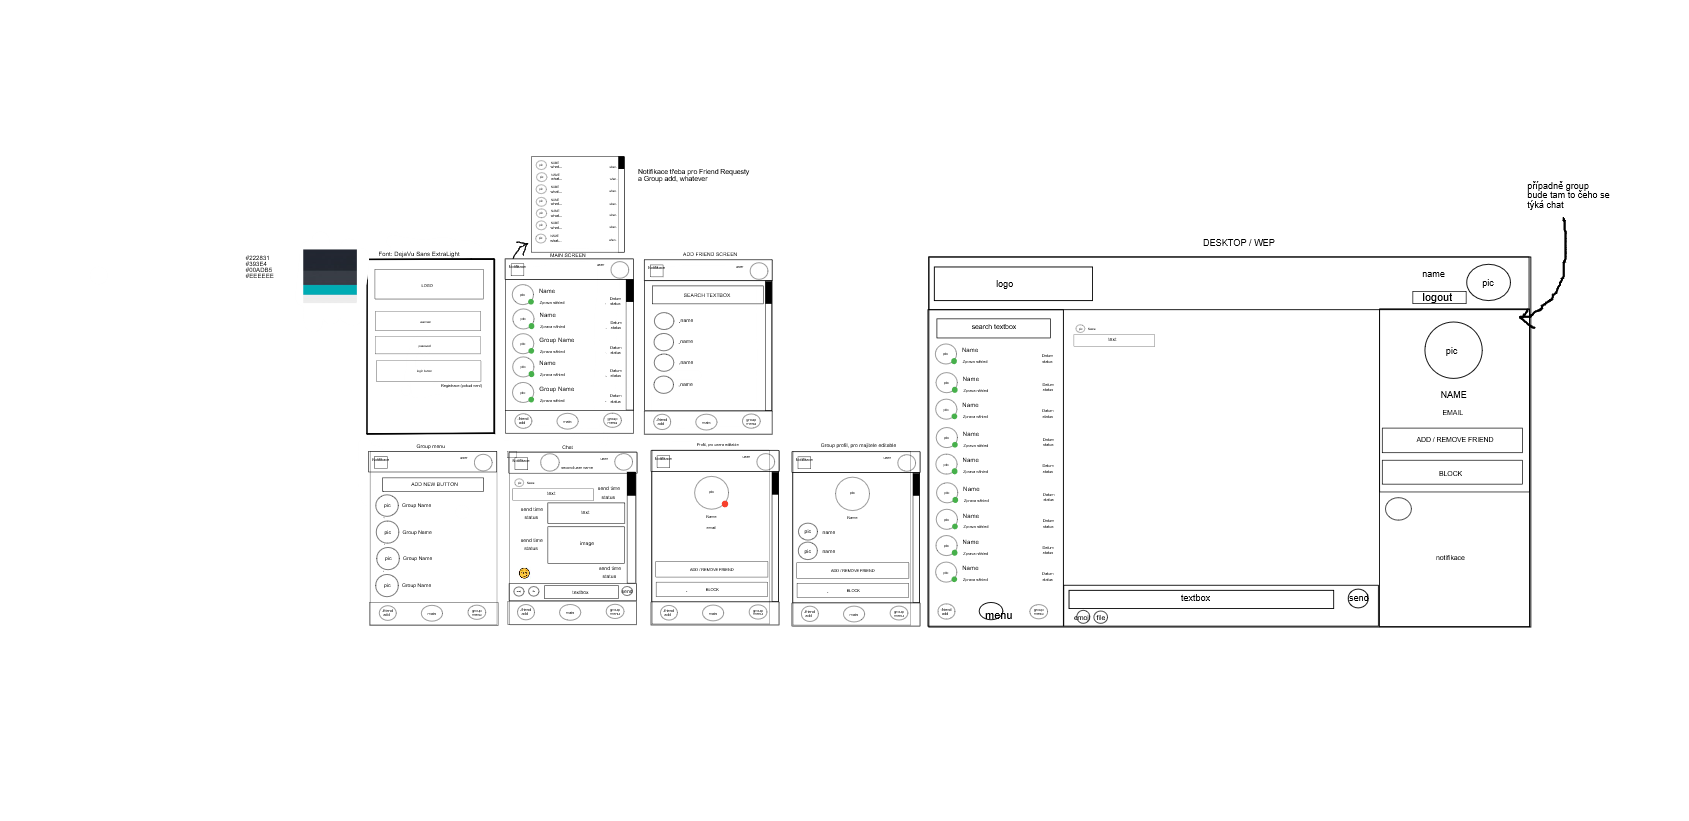 Notifikace třeba pro Friend Requesty
a Group add, whatever
#222831
#393E4
#00ADB5
#EEEEEE
Font: DejaVu Sans ExtraLight
LOGO
password
login button
Registrace (pokud není)
MAIN SCREEN
Notifikace
user
pic
Name
Zprava náhled
Datum
status
pic
Name
Zprava náhled
Datum
status
pic
Group Name
Zprava náhled
Datum
status
pic
Name
Zprava náhled
Datum
status
pic
Group Name
Zprava náhled
Datum
status
friend
add
main
group
menu
ADD FRIEND SCREEN
Notifikace
user
SEARCH TEXTBOX
name
name
name
name
friend
add
main
group
menu
Group menu
Notifikace
user
ADD NEW BUTTON
pic
Group Name
pic
Group Name
pic
Group Name
pic
Group Name
friend
add
main
group
menu
Chat
Notifikace
second user name
user
pic
Name
text
send time
status
send time
status
text
send time
status
image
send time
status
textbox
send
friend
add
main
group
menu
Profil, pro usera editable
Notifikace
user
pic
Name
email
ADD / REMOVE FRIEND
BLOCK
friend
add
main
group
menu
Group profil, pro majitele editable
Notifikace
user
pic
Name
pic
name
pic
name
ADD / REMOVE FRIEND
BLOCK
friend
add
main
group
menu
DESKTOP / WEP
případně group
bude tam to čeho se
týká chat
logo
name
logout
pic
search textbox
pic
Name
Zprava náhled
Datum
status
pic
Name
Zprava náhled
Datum
status
pic
Name
Zprava náhled
Datum
status
pic
Name
Zprava náhled
Datum
status
pic
Name
Zprava náhled
Datum
status
pic
Name
Zprava náhled
Datum
status
pic
Name
Zprava náhled
Datum
status
pic
Name
Zprava náhled
Datum
status
pic
Name
Zprava náhled
Datum
status
friend
add
menu
group
menu
pic
Name
text
textbox
send
emoji
file
pic
NAME
EMAIL
ADD / REMOVE FRIEND
BLOCK
notifikace